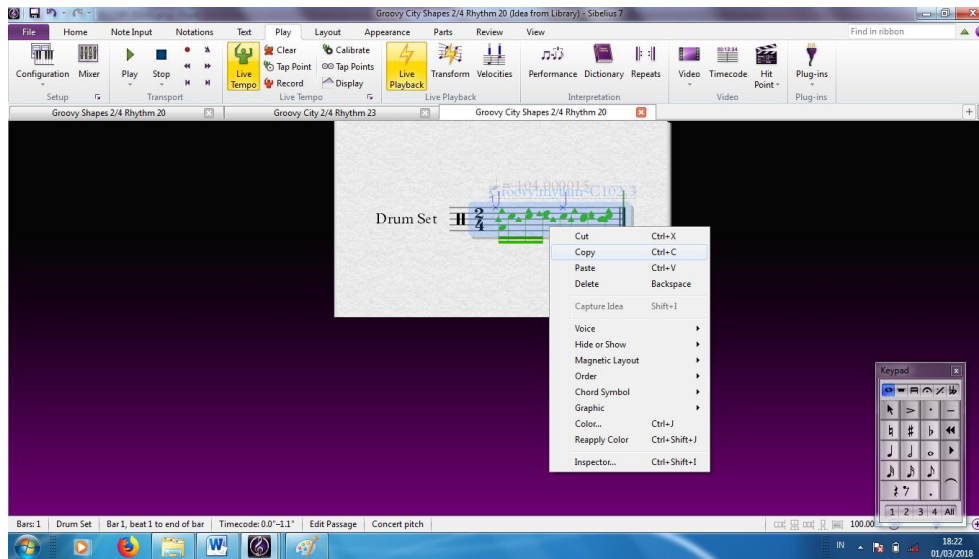 Groovy City Shapes 2/4 Rhythm 20 (Idea from Library) - Sibelius 7
File Home Note Input Notations Text Play Layout Appearance Parts Review View Find in ribbon
Configuration Mixer Play Stop Live Tempo Clear Tap Point Record Calibrate Tap Points Display Live Playback Transform Velocities Performance Dictionary Repeats Video Timecode Hit Point Plug-ins
Setup Transport Live Tempo Live Playback Interpretation Video Plug-ins
Groovy Shapes 2/4 Rhythm 20 Groovy City 2/4 Rhythm 23 Groovy City Shapes 2/4 Rhythm 20
Drum Set 2/4
Cut Ctrl+X
Copy Ctrl+C
Paste Ctrl+V
Delete Backspace
Capture Idea Shift+I
Voice
Hide or Show
Magnetic Layout
Order
Chord Symbol
Graphic
Color... Ctrl+J
Reapply Color Ctrl+Shift+J
Inspector... Ctrl+Shift+I
Keypad
1 2 3 4 All
Bars: 1 Drum Set Bar 1, beat 1 to end of bar Timecode: 0.0"–1.1" Edit Passage Concert pitch 100.00
IN 18:22
01/03/2018